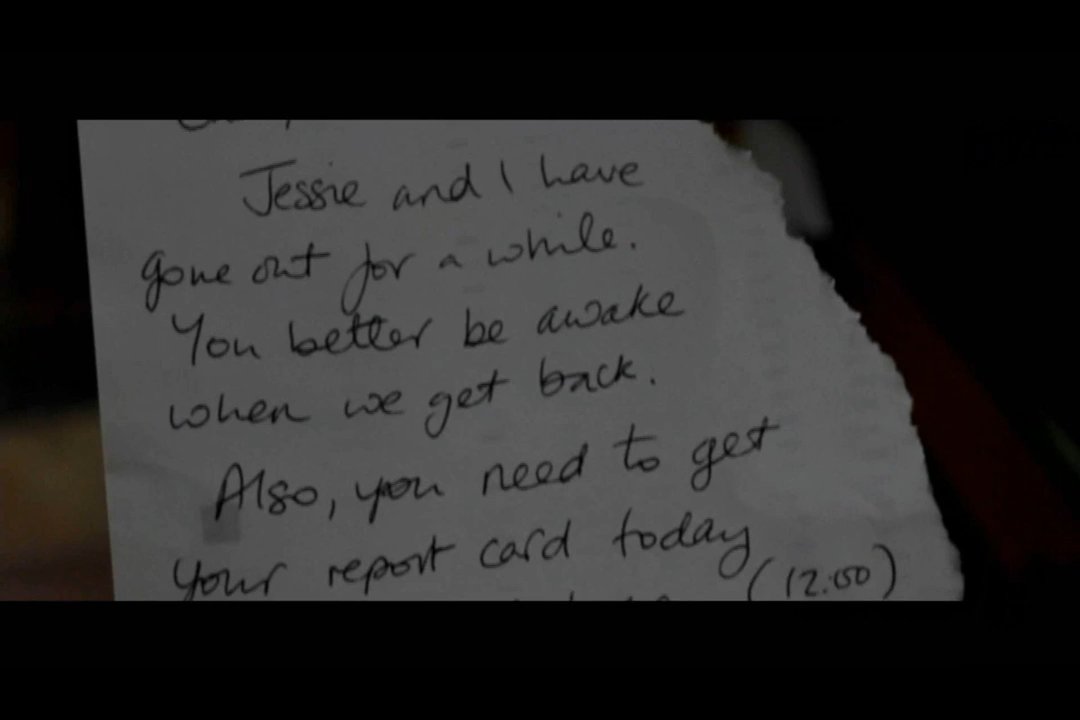 Jessie and I have
gone out for a while.
You better be awake
when we get back.
Also, you need to get
your report card today
(12:00)